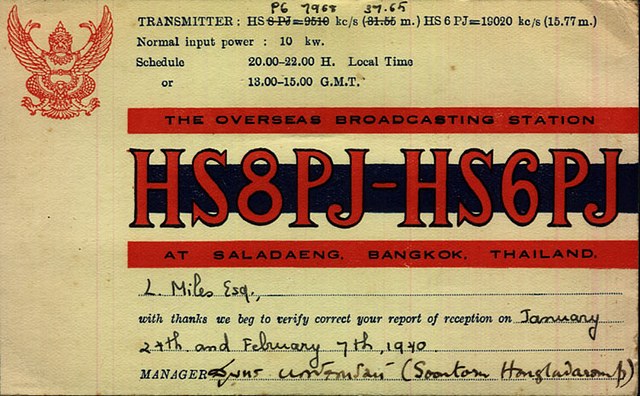 P6 7968 37.65
TRANSMITTER : HS 8 PJ=9510 kc/s (31.55 m.) HS 6 PJ=19020 kc/s (15.77 m.)
Normal input power : 10 kw.
Schedule 20.00-22.00 H. Local Time
or 13.00-15.00 G.M.T.
THE OVERSEAS BROADCASTING STATION
HS8PJ-HS6PJ
AT SALADAENG, BANGKOK, THAILAND.
L. Miles Esq.,
with thanks we beg to verify correct your report of reception on January
27th and February 7th, 1940.
MANAGER (Soontorn Hongladaromp)